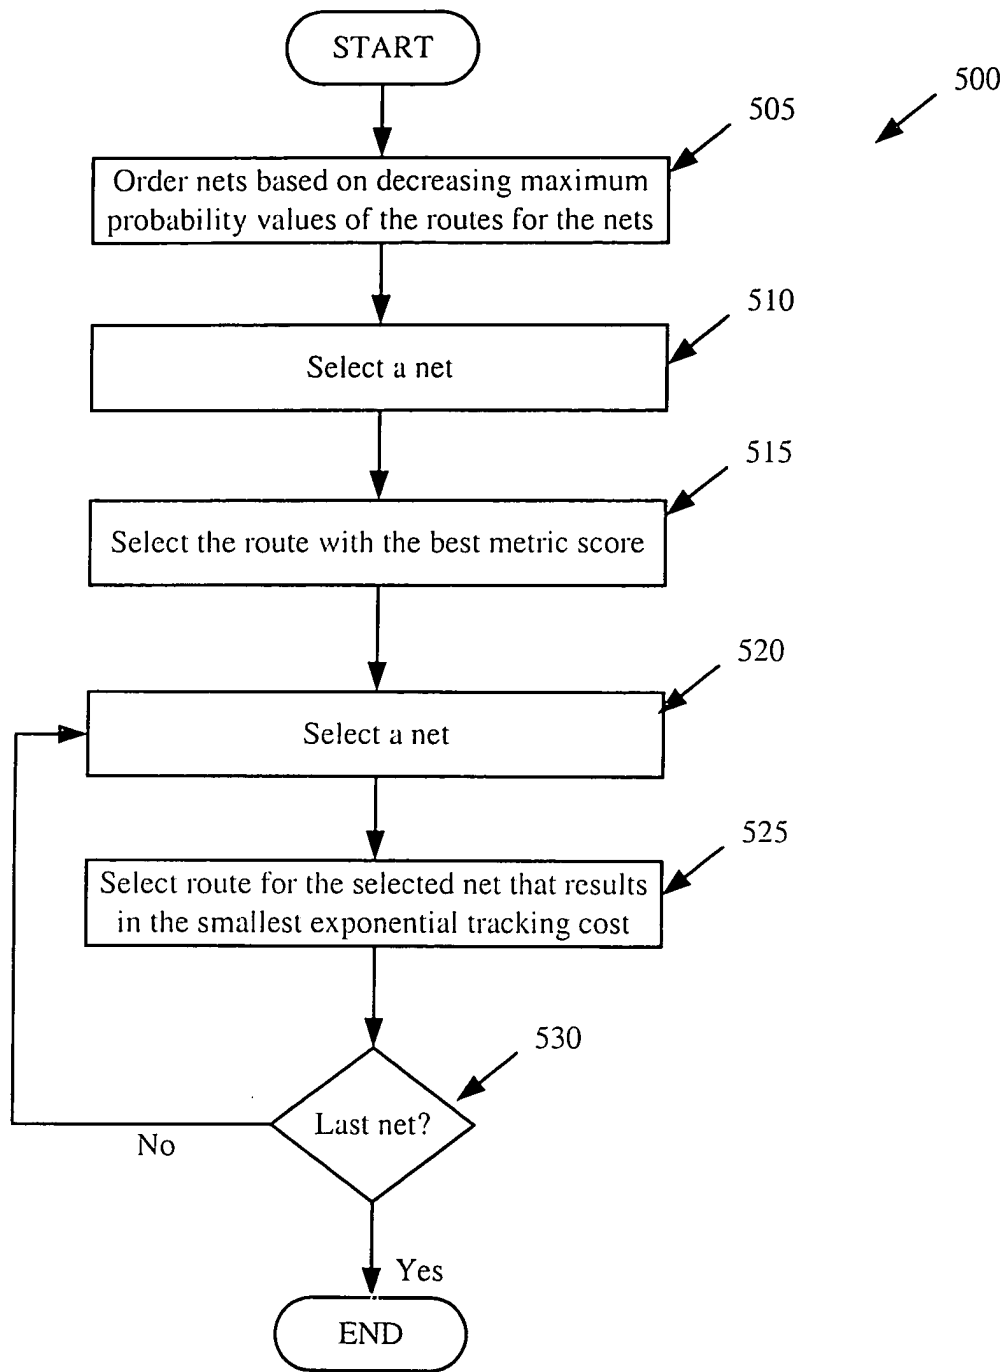 START
500
505
Order nets based on decreasing maximum
probability values of the routes for the nets
510
Select a net
515
Select the route with the best metric score
520
Select a net
525
Select route for the selected net that results
in the smallest exponential tracking cost
530
Last net?
No
Yes
END